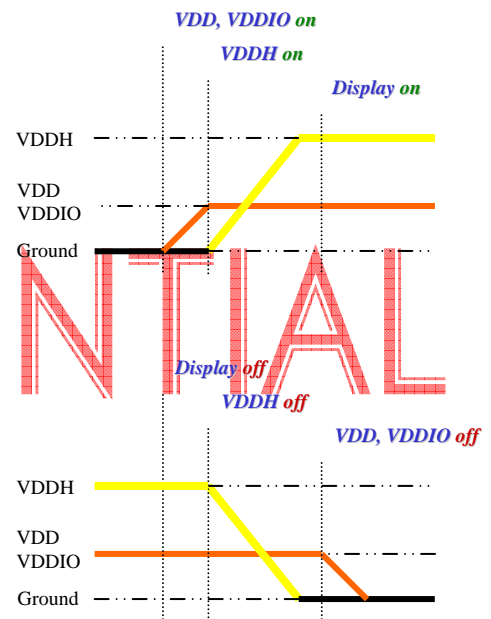 VDD, VDDIO on
VDDH on
Display on
VDDH
VDD
VDDIO
Ground
NTIAL
Display off
VDDH off
VDD, VDDIO off
VDDH
VDD
VDDIO
Ground